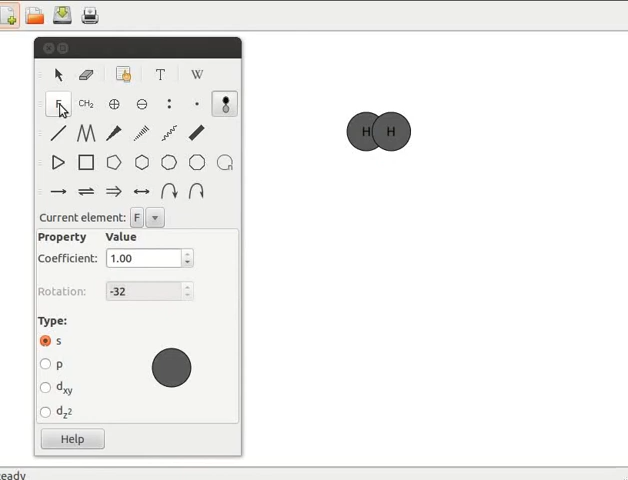 T W
F CH₂
Current element: F
Property Value
Coefficient: 1.00
Rotation: -32
Type:
s
p
dxy
dz²
Help
H H
eady